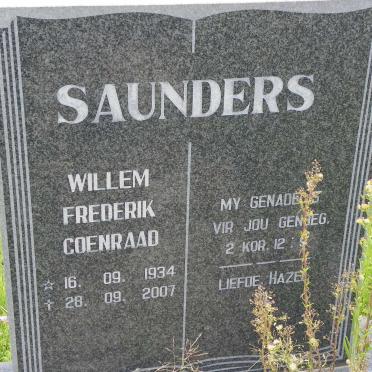 SAUNDERS
WILLEM
FREDERIK
COENRAAD
☆ 16. 09. 1934
† 28. 09. 2007
MY GENADE IS
VIR JOU GENOEG.
2 KOR. 12:
LIEFDE HAZEL